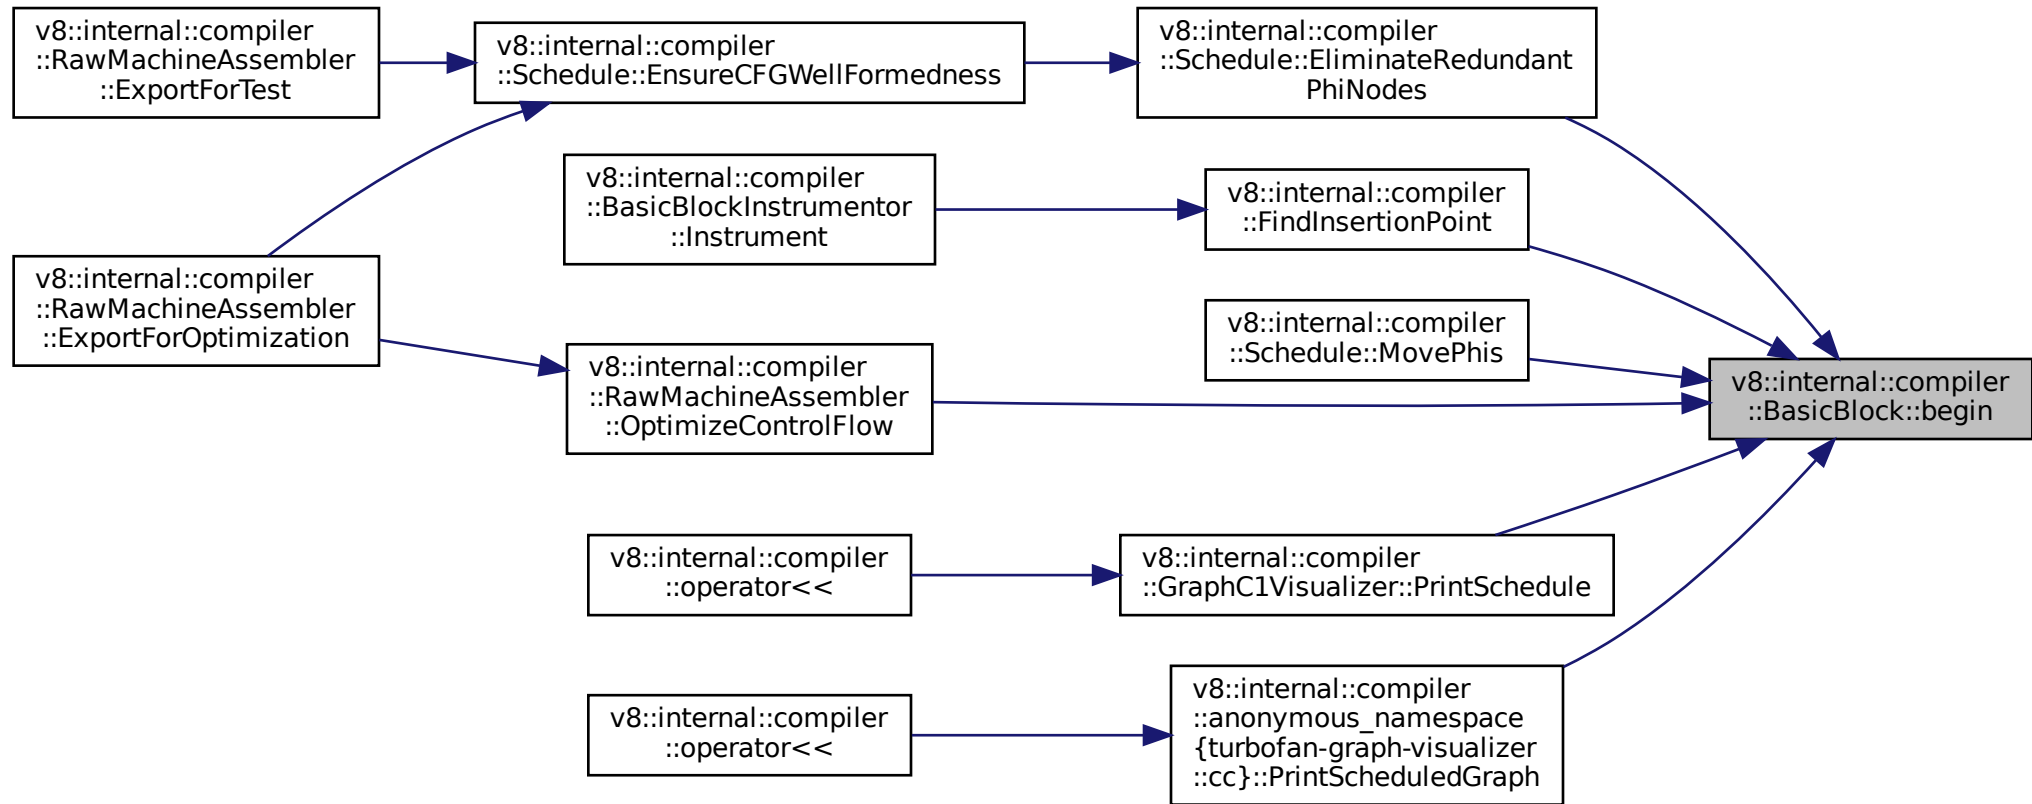 v8::internal::compiler
::RawMachineAssembler
::ExportForTest
v8::internal::compiler
::Schedule::EnsureCFGWellFormedness
v8::internal::compiler
::Schedule::EliminateRedundant
PhiNodes
v8::internal::compiler
::BasicBlockInstrumentor
::Instrument
v8::internal::compiler
::FindInsertionPoint
v8::internal::compiler
::RawMachineAssembler
::ExportForOptimization
v8::internal::compiler
::Schedule::MovePhis
v8::internal::compiler
::RawMachineAssembler
::OptimizeControlFlow
v8::internal::compiler
::BasicBlock::begin
v8::internal::compiler
::operator<<
v8::internal::compiler
::GraphC1Visualizer::PrintSchedule
v8::internal::compiler
::operator<<
v8::internal::compiler
::anonymous_namespace
{turbofan-graph-visualizer
::cc}::PrintScheduledGraph